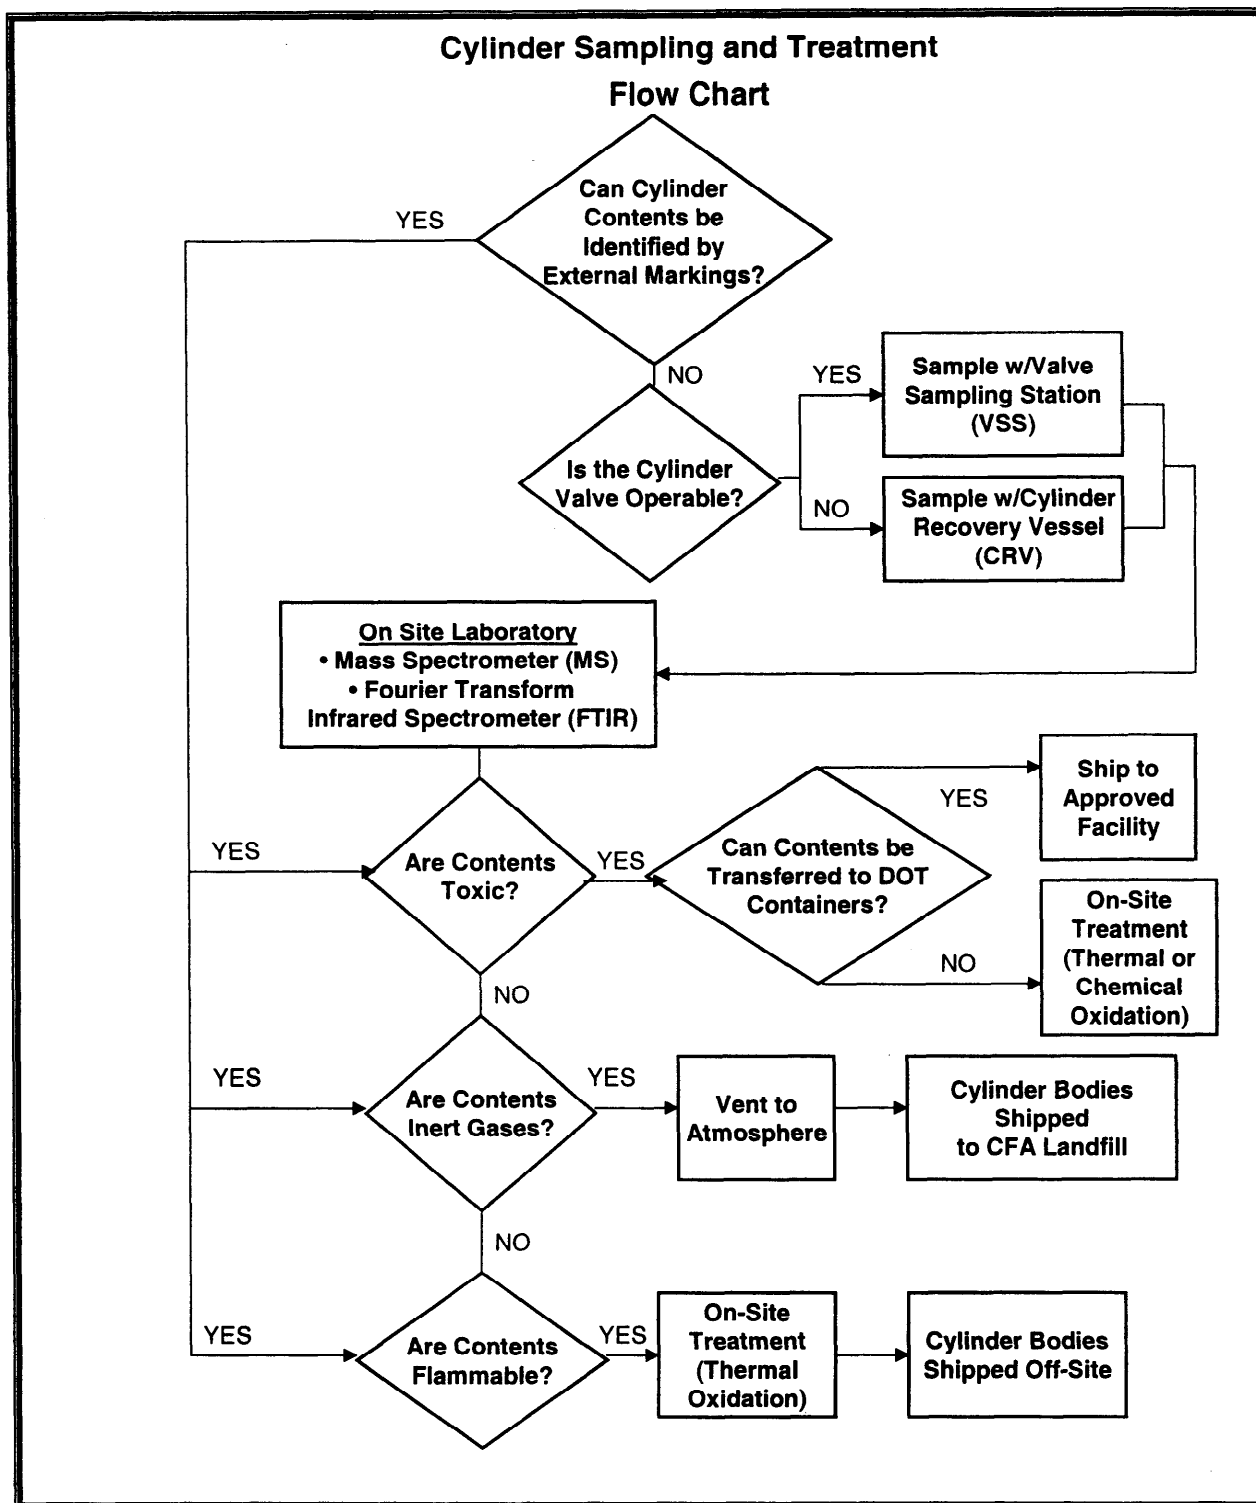 Cylinder Sampling and Treatment
Flow Chart
Can Cylinder
Contents be
Identified by
External Markings?
YES
NO
Is the Cylinder
Valve Operable?
YES
Sample w/Valve
Sampling Station
(VSS)
NO
Sample w/Cylinder
Recovery Vessel
(CRV)
On Site Laboratory
• Mass Spectrometer (MS)
• Fourier Transform
Infrared Spectrometer (FTIR)
YES
Are Contents
Toxic?
YES
Can Contents be
Transferred to DOT
Containers?
YES
Ship to
Approved
Facility
NO
On-Site
Treatment
(Thermal or
Chemical
Oxidation)
NO
YES
Are Contents
Inert Gases?
YES
Vent to
Atmosphere
Cylinder Bodies
Shipped
to CFA Landfill
NO
YES
Are Contents
Flammable?
YES
On-Site
Treatment
(Thermal
Oxidation)
Cylinder Bodies
Shipped Off-Site